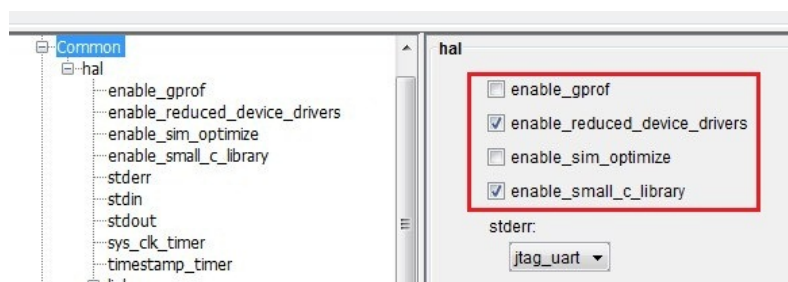 Common
hal
enable_gprof
enable_reduced_device_drivers
enable_sim_optimize
enable_small_c_library
stderr
stdin
stdout
sys_clk_timer
timestamp_timer
hal
enable_gprof
enable_reduced_device_drivers
enable_sim_optimize
enable_small_c_library
stderr:
jtag_uart